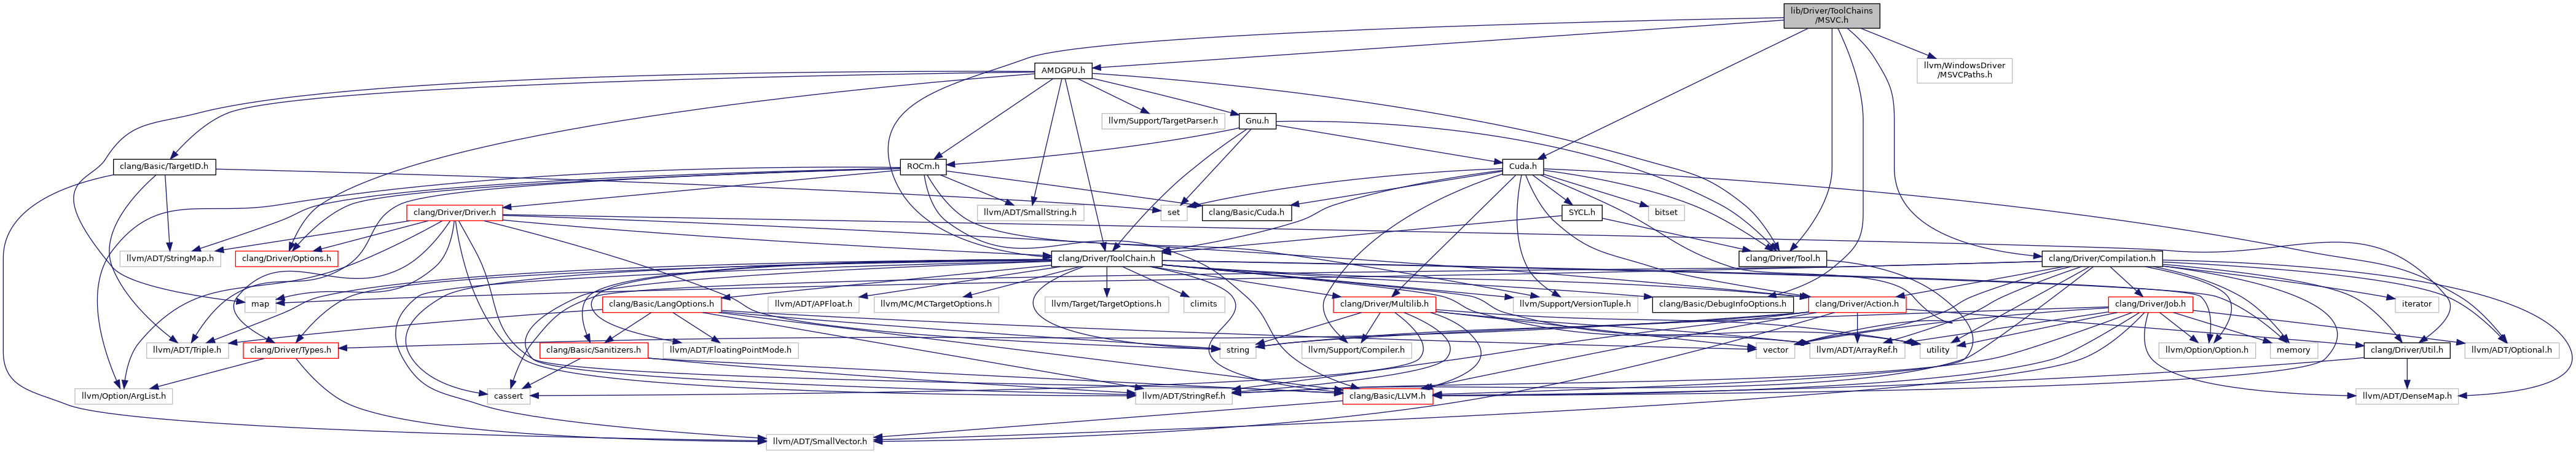 lib/Driver/ToolChains
/MSVC.h
AMDGPU.h
llvm/WindowsDriver
/MSVCPaths.h
llvm/Support/TargetParser.h
Gnu.h
clang/Basic/TargetID.h
ROCm.h
Cuda.h
clang/Driver/Driver.h
llvm/ADT/SmallString.h
set
clang/Basic/Cuda.h
SYCL.h
bitset
llvm/ADT/StringMap.h
clang/Driver/Options.h
clang/Driver/ToolChain.h
clang/Driver/Tool.h
clang/Driver/Compilation.h
map
clang/Basic/LangOptions.h
llvm/ADT/APFloat.h
llvm/MC/MCTargetOptions.h
llvm/Target/TargetOptions.h
climits
clang/Driver/Multilib.h
llvm/Support/VersionTuple.h
clang/Basic/DebugInfoOptions.h
clang/Driver/Action.h
clang/Driver/Job.h
iterator
llvm/ADT/Triple.h
clang/Driver/Types.h
clang/Basic/Sanitizers.h
llvm/ADT/FloatingPointMode.h
string
llvm/Support/Compiler.h
vector
llvm/ADT/ArrayRef.h
utility
llvm/Option/Option.h
memory
clang/Driver/Util.h
llvm/ADT/Optional.h
llvm/Option/ArgList.h
cassert
llvm/ADT/StringRef.h
clang/Basic/LLVM.h
llvm/ADT/DenseMap.h
llvm/ADT/SmallVector.h